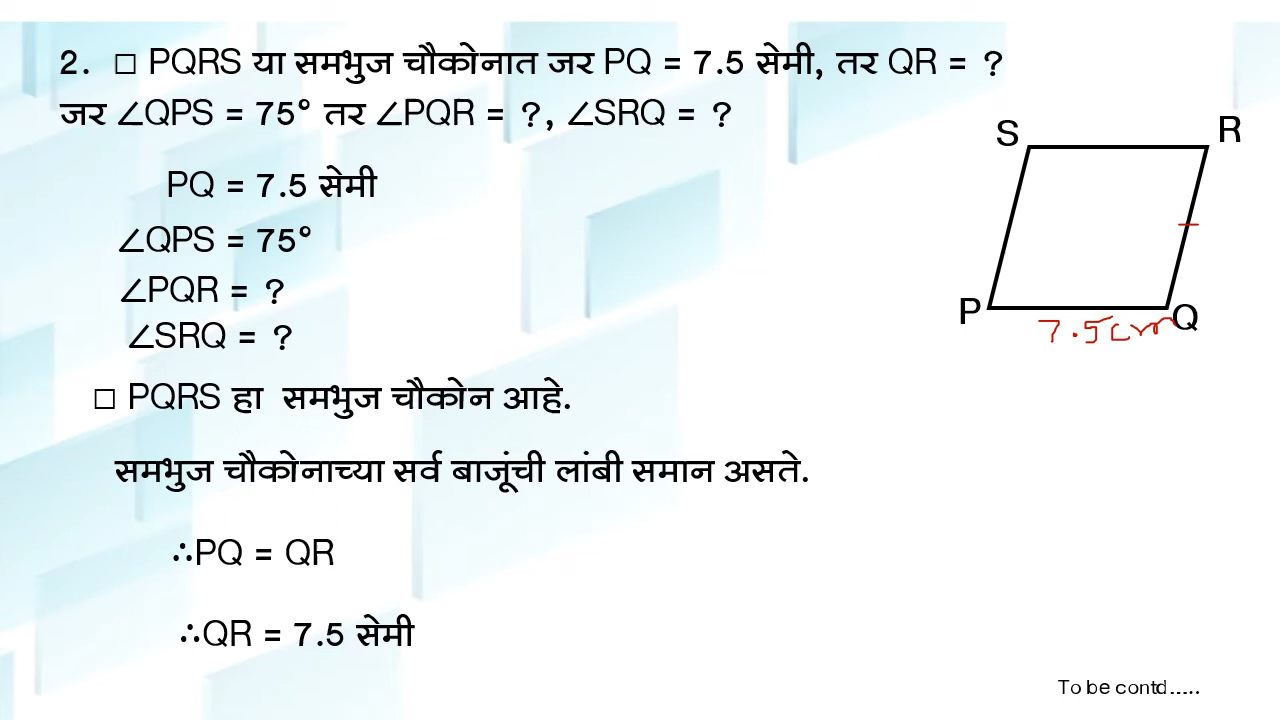 2. □ PQRS या समभुज चौकोनात जर PQ = 7.5 सेमी, तर QR = ?
जर ∠QPS = 75° तर ∠PQR = ?, ∠SRQ = ?
S
R
P
Q
7.5cm
PQ = 7.5 सेमी
∠QPS = 75°
∠PQR = ?
∠SRQ = ?
□ PQRS हा समभुज चौकोन आहे.
समभुज चौकोनाच्या सर्व बाजूंची लांबी समान असते.
∴PQ = QR
∴QR = 7.5 सेमी
To be contd.....